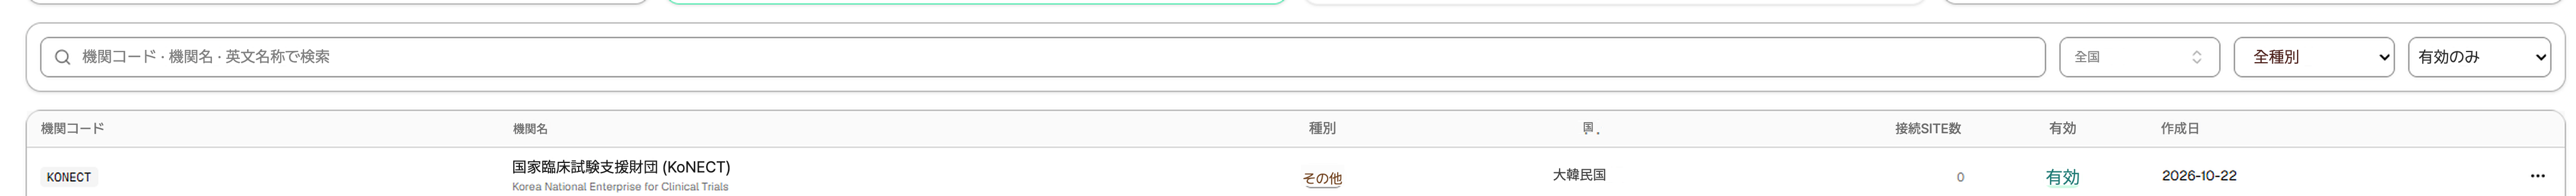 機関コード · 機関名 · 英文名称で検索 全国 全種別 有効のみ
機関コード 機関名 種別 国 接続SITE数 有効 作成日
KONECT 国家臨床試験支援財団 (KoNECT) その他 大韓民国 0 有効 2026-10-22
Korea National Enterprise for Clinical Trials